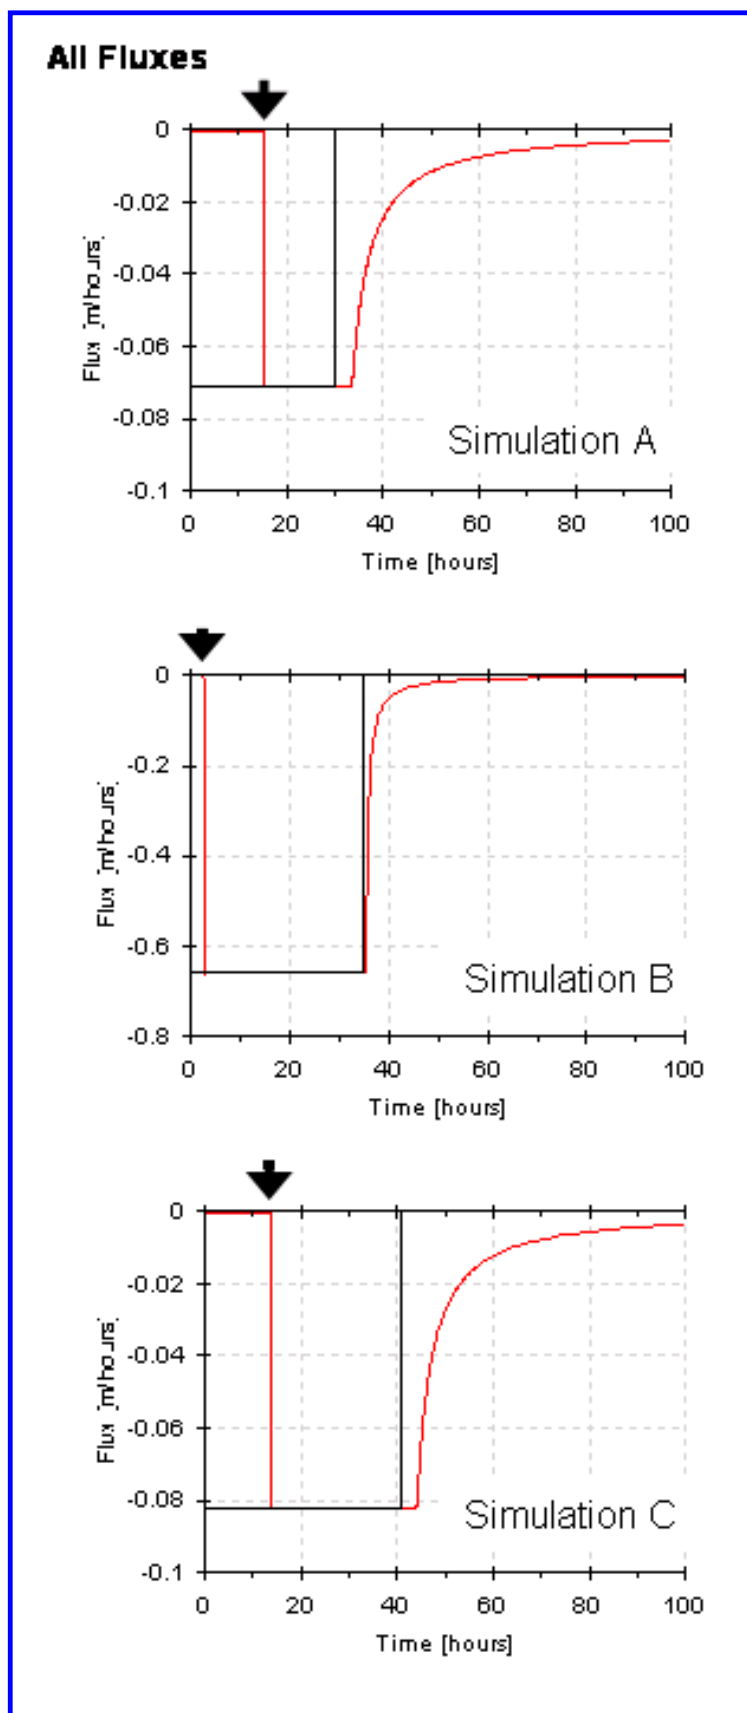 All Fluxes
0
-0.02
-0.04
-0.06
-0.08
-0.1
Flux [m/hours]
Simulation A
0 20 40 60 80 100
Time [hours]
0
-0.2
-0.4
-0.6
-0.8
Flux [m/hours]
Simulation B
0 20 40 60 80 100
Time [hours]
0
-0.02
-0.04
-0.06
-0.08
-0.1
Flux [m/hours]
Simulation C
0 20 40 60 80 100
Time [hours]